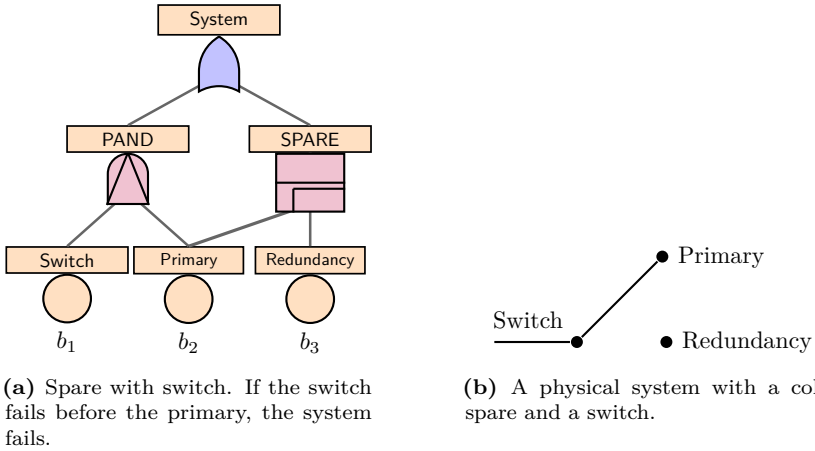 System
PAND
SPARE
Switch
Primary
Redundancy
b₁
b₂
b₃
Primary
Switch
Redundancy
(a) Spare with switch. If the switch
fails before the primary, the system
fails.
(b) A physical system with a
spare and a switch.